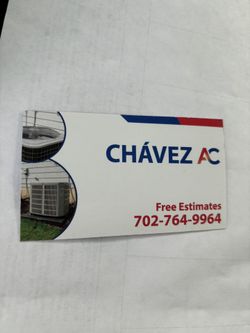 CHÁVEZ AC
Free Estimates
702-764-9964